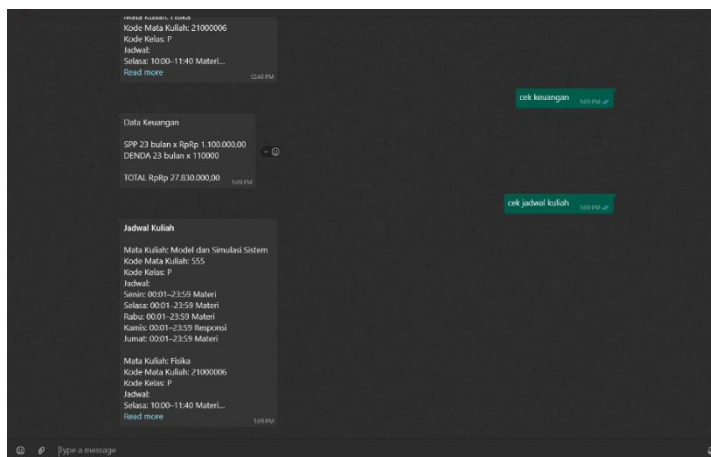 Mata Kuliah: Fisika
Kode Mata Kuliah: 21000006
Kode Kelas: P
Jadwal:
Selasa: 10:00–11:40 Materi...
Read more
12:43 PM
cek keuangan
1:09 PM
Data Keuangan
SPP 23 bulan x RpRp 1.100.000,00
DENDA 23 bulan x 110000
TOTAL RpRp 27.830.000,00
1:09 PM
cek jadwal kuliah
1:09 PM
Jadwal Kuliah
Mata Kuliah: Model dan Simulasi Sistem
Kode Mata Kuliah: 555
Kode Kelas: P
Jadwal:
Senin: 00:01–23:59 Materi
Selasa: 00:01–23:59 Materi
Rabu: 00:01–23:59 Materi
Kamis: 00:01–23:59 Responsi
Jumat: 00:01–23:59 Materi
Mata Kuliah: Fisika
Kode Mata Kuliah: 21000006
Kode Kelas: P
Jadwal:
Selasa: 10:00–11:40 Materi...
Read more
1:09 PM
Type a message